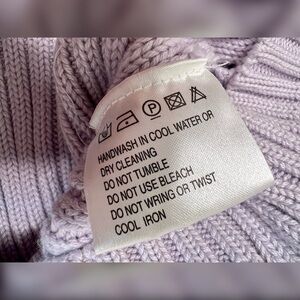 P
HANDWASH IN COOL WATER OR
DRY CLEANING
DO NOT TUMBLE
DO NOT USE BLEACH
DO NOT WRING OR TWIST
COOL IRON